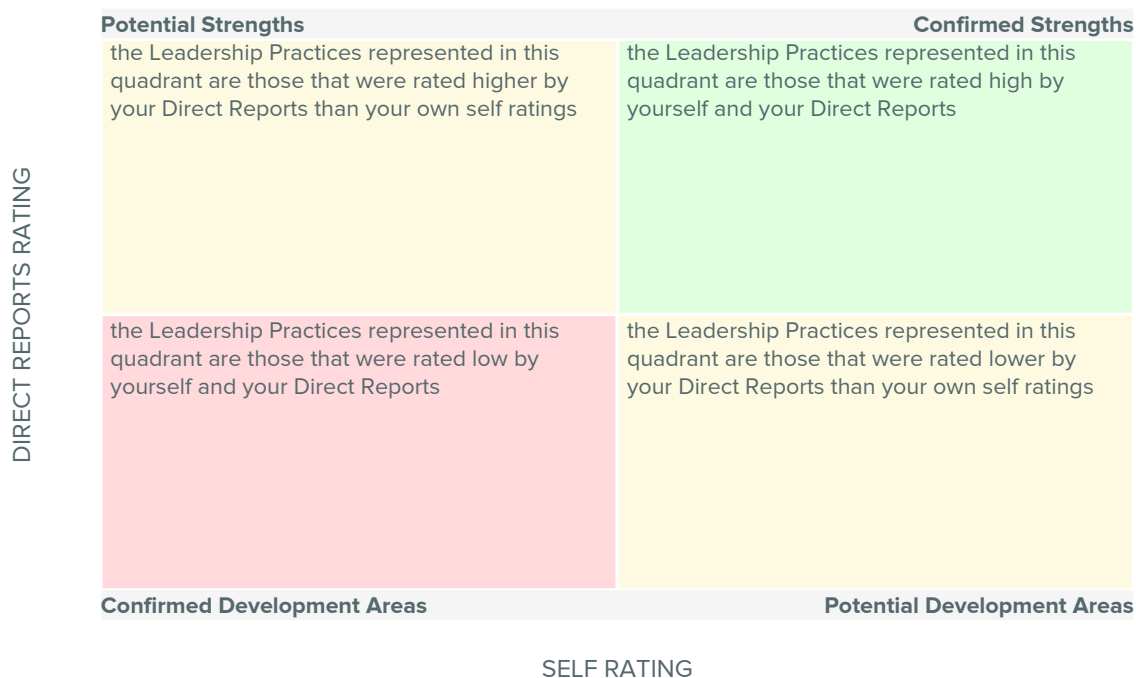 Potential Strengths
Confirmed Strengths
the Leadership Practices represented in this
quadrant are those that were rated higher by
your Direct Reports than your own self ratings
the Leadership Practices represented in this
quadrant are those that were rated high by
yourself and your Direct Reports
DIRECT REPORTS RATING
the Leadership Practices represented in this
quadrant are those that were rated low by
yourself and your Direct Reports
the Leadership Practices represented in this
quadrant are those that were rated lower by
your Direct Reports than your own self ratings
Confirmed Development Areas
Potential Development Areas
SELF RATING